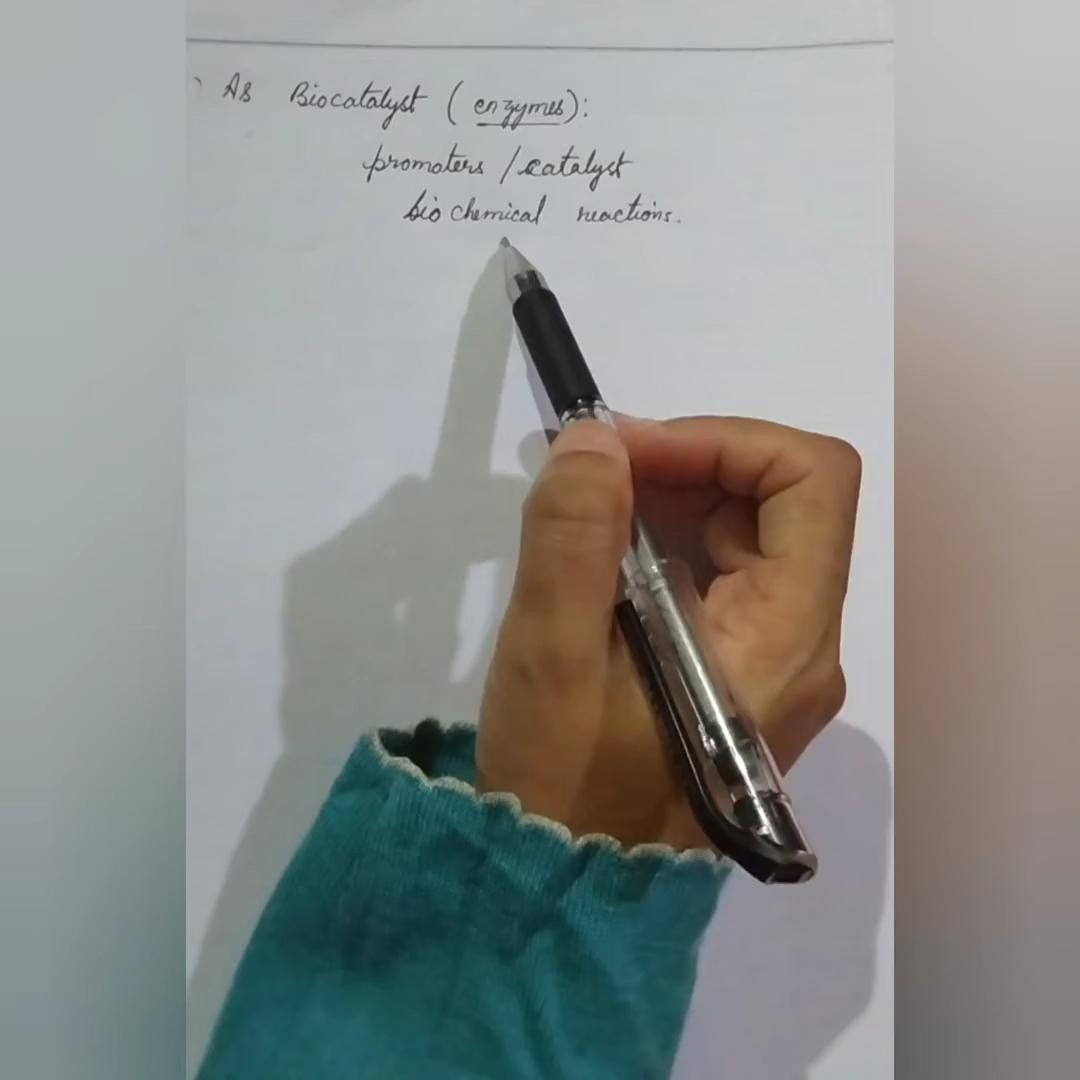 ) As Biocatalyst (enzymes):
promoters / catalyst
bio chemical reactions.